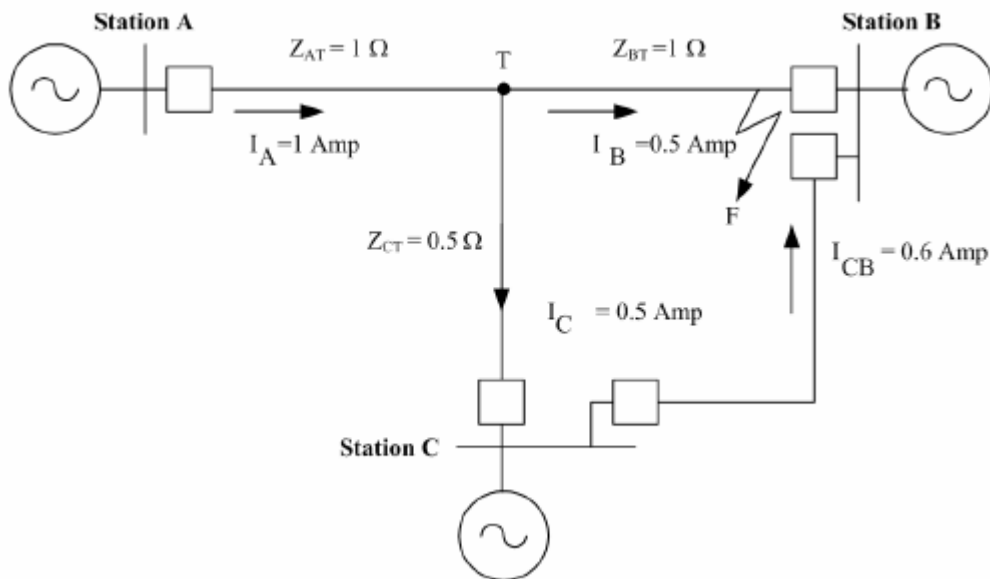 Station A
Station B
Z_AT = 1 Ω
T
Z_BT = 1 Ω
I_A=1 Amp
I_B =0.5 Amp
F
Z_CT = 0.5 Ω
I_CB = 0.6 Amp
I_C = 0.5 Amp
Station C